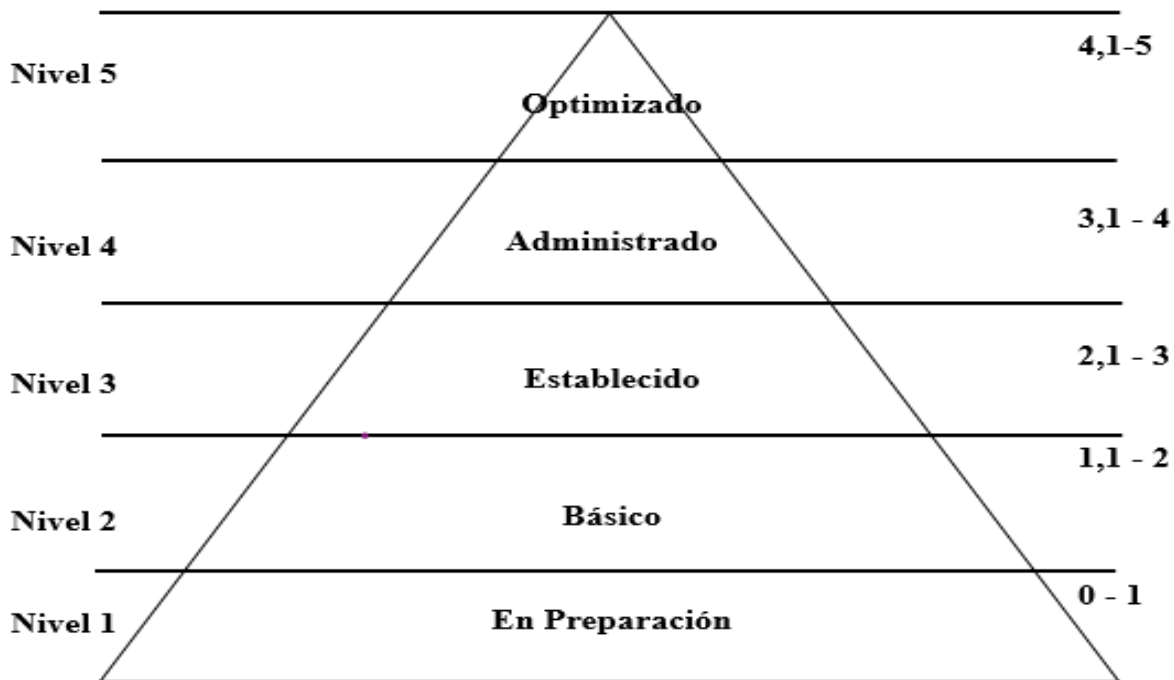 4,1-5
Nivel 5
Optimizado
3,1 - 4
Nivel 4
Administrado
2,1 - 3
Nivel 3
Establecido
1,1 - 2
Nivel 2
Básico
0 - 1
Nivel 1
En Preparación